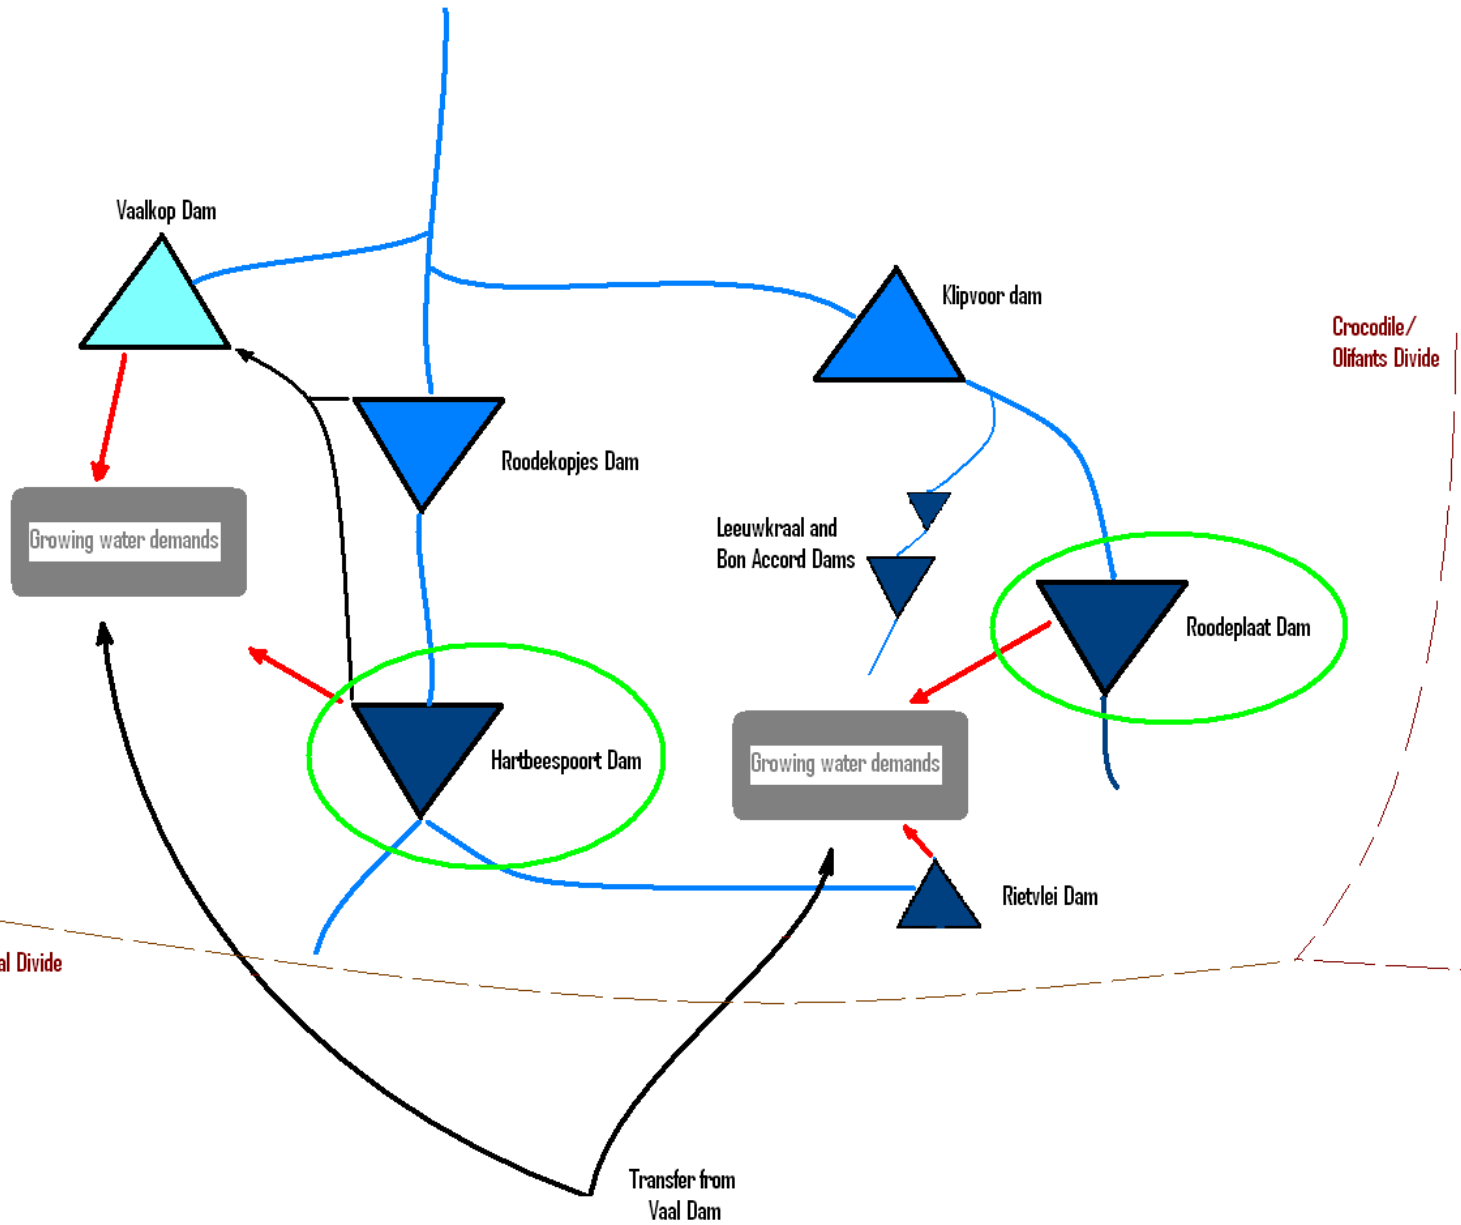 Vaalkop Dam
Klipvoor dam
Crocodile/
Olifants Divide
Roodekopjes Dam
Growing water demands
Leeuwkraal and
Bon Accord Dams
Roodeplaat Dam
Hartbeespoort Dam
Growing water demands
Rietvlei Dam
al Divide
Transfer from
Vaal Dam